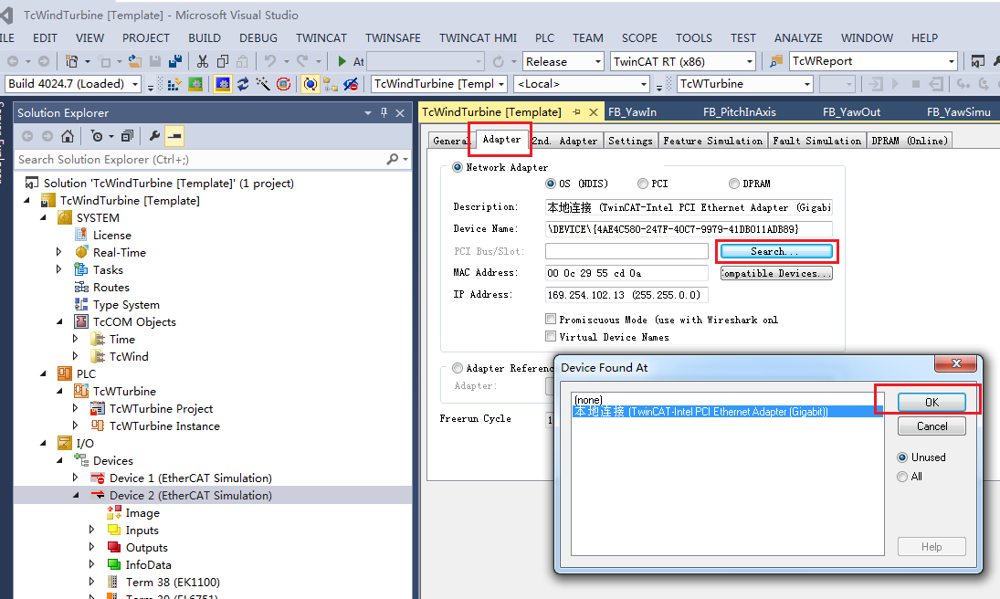 TcWindTurbine [Template] - Microsoft Visual Studio
ILE EDIT VIEW PROJECT BUILD DEBUG TWINCAT TWINSAFE TWINCAT HMI PLC TEAM SCOPE TOOLS TEST ANALYZE WINDOW HELP
At Release TwinCAT RT (x86) TcWReport
Build 4024.7 (Loaded) TcWindTurbine [Templ <Local> TcWTurbine
Solution Explorer
Search Solution Explorer (Ctrl+;)
Solution 'TcWindTurbine [Template]' (1 project)
TcWindTurbine [Template]
SYSTEM
License
Real-Time
Tasks
Routes
Type System
TcCOM Objects
Time
TcWind
PLC
TcWTurbine
TcWTurbine Project
TcWTurbine Instance
I/O
Devices
Device 1 (EtherCAT Simulation)
Device 2 (EtherCAT Simulation)
Image
Inputs
Outputs
InfoData
Term 38 (EK1100)
Term 39 (EL6751)
TcWindTurbine [Template] FB_YawIn FB_PitchInAxis FB_YawOut FB_YawSimu
General Adapter 2nd. Adapter Settings Feature Simulation Fault Simulation DPRAM (Online)
Network Adapter
OS (NDIS) PCI DPRAM
Description: 本地连接 (TwinCAT-Intel PCI Ethernet Adapter (Gigabi
Device Name: \DEVICE\{4AE4C580-247F-40C7-9979-41DB011ADB89}
PCI Bus/Slot: Search...
MAC Address: 00 0c 29 55 cd 0a ompatible Devices...
IP Address: 169.254.102.13 (255.255.0.0)
Promiscuous Mode (use with Wireshark onl
Virtual Device Names
Adapter Referenc
Adapter:
Freerun Cycle 1
Device Found At
(none)
本地连接 (TwinCAT-Intel PCI Ethernet Adapter (Gigabit))
OK
Cancel
Unused
All
Help